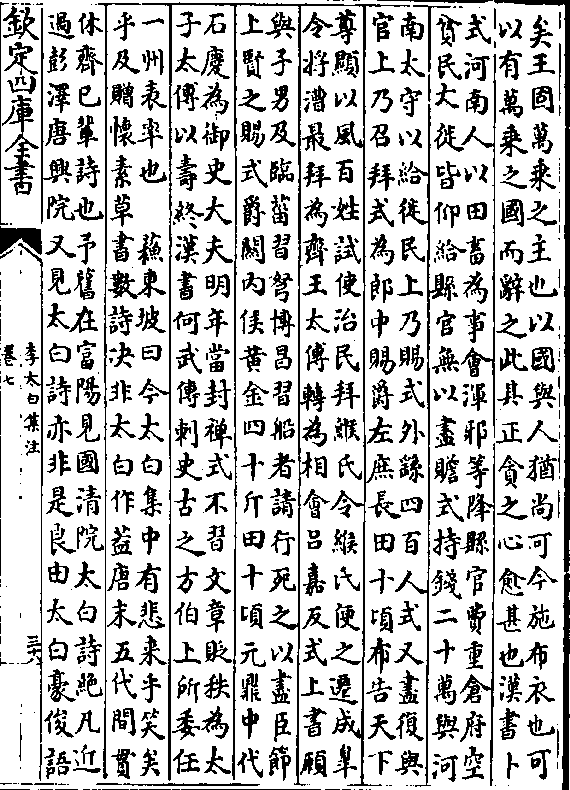 矣王固萬乘之主也以國與人猶尚可今施布衣也可
以有萬乘之國而辭之此其正貪之心愈甚也漢書卜
式河南人以田畜為事會渾邪等降縣官費重倉府空
貧民大徙皆仰給縣官無以盡贍式持錢二十萬與河
南太守以給徙民上乃賜式外繇四百人式又盡復與
官上乃召拜式為郎中賜爵左庶長田十頃布告天下
尊顯以風百姓試使治民拜緱氏令緱氏便之遷成臯
令將漕最拜為齊王太傅轉為相會吕嘉反式上書願
與子男及臨菑習弩博昌習船者請行死之以盡臣節
上賢之賜式爵關内侯黄金四十斤田十頃元鼎中代
石慶為御史大夫明年當封禪式不習文章貶秩為太
子太傅以壽終漢書何武傳刺史古之方伯上所委任
一州表率也　蘇東坡曰今太白集中有悲来乎笑矣
乎及贈懷素草書數詩决非太白作蓋唐末五代間貫
休齊已輩詩也予舊在富陽見國清院太白詩絶凡近
過彭澤唐興院又見太白詩亦非是良由太白豪俊語
欽定四庫全書
李太白集注
卷七